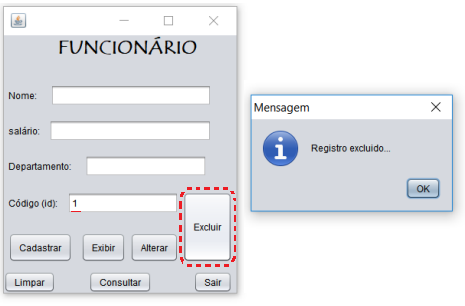 FUNCIONÁRIO
Nome:
salário:
Departamento:
Código (id): 1
Excluir
Cadastrar Exibir Alterar
Limpar Consultar Sair
Mensagem
Registro excluido...
OK